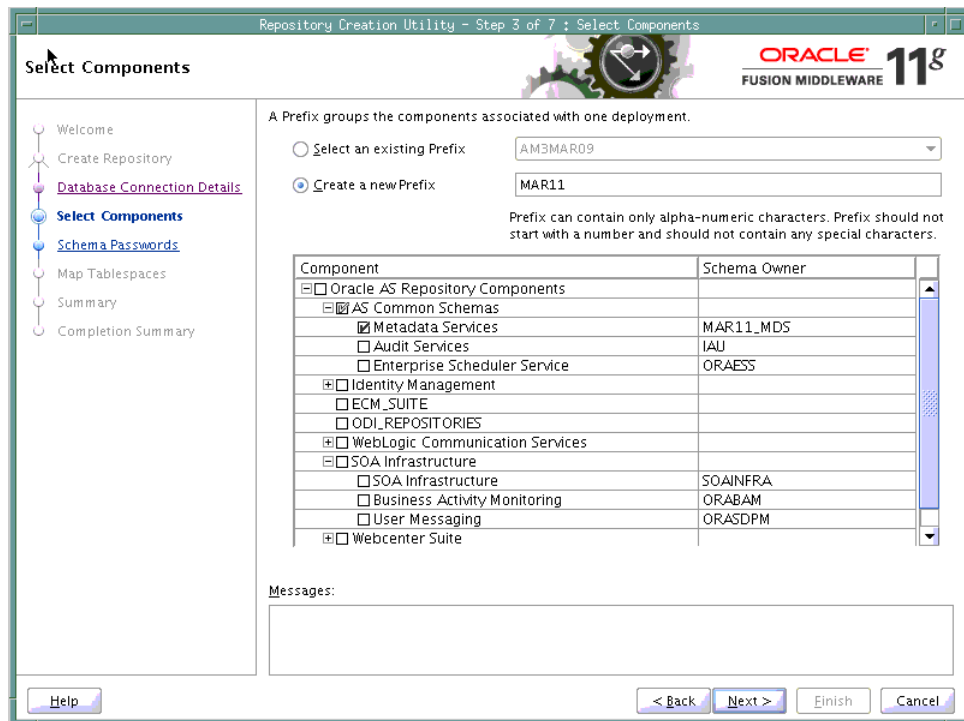 Repository Creation Utility - Step 3 of 7 : Select Components
Select Components
ORACLE
FUSION MIDDLEWARE
11g
Welcome
Create Repository
Database Connection Details
Select Components
Schema Passwords
Map Tablespaces
Summary
Completion Summary
A Prefix groups the components associated with one deployment.
Select an existing Prefix
AM3MAR09
Create a new Prefix
MAR11
Prefix can contain only alpha-numeric characters. Prefix should not
start with a number and should not contain any special characters.
Component Schema Owner
Oracle AS Repository Components
AS Common Schemas
Metadata Services MAR11_MDS
Audit Services IAU
Enterprise Scheduler Service ORAESS
Identity Management
ECM_SUITE
ODI_REPOSITORIES
WebLogic Communication Services
SOA Infrastructure
SOA Infrastructure SOAINFRA
Business Activity Monitoring ORABAM
User Messaging ORASDPM
Webcenter Suite
Messages:
Help
< Back
Next >
Finish
Cancel